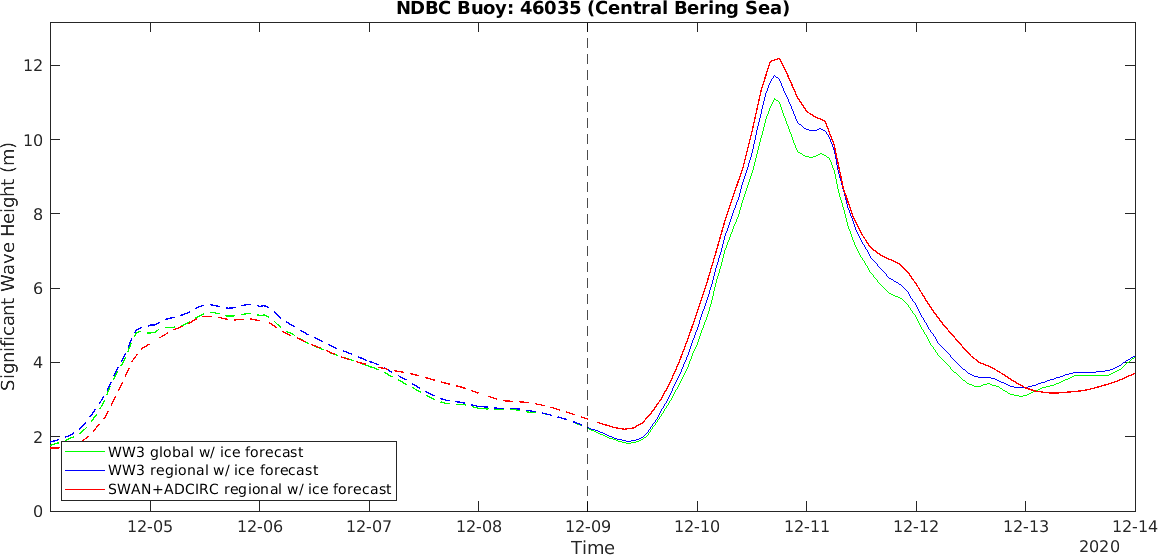 NDBC Buoy: 46035 (Central Bering Sea)
12
10
8
6
4
2
0
Significant Wave Height (m)
WW3 global w/ ice forecast
WW3 regional w/ ice forecast
SWAN+ADCIRC regional w/ ice forecast
12-05 12-06 12-07 12-08 12-09 12-10 12-11 12-12 12-13 12-14
Time
2020